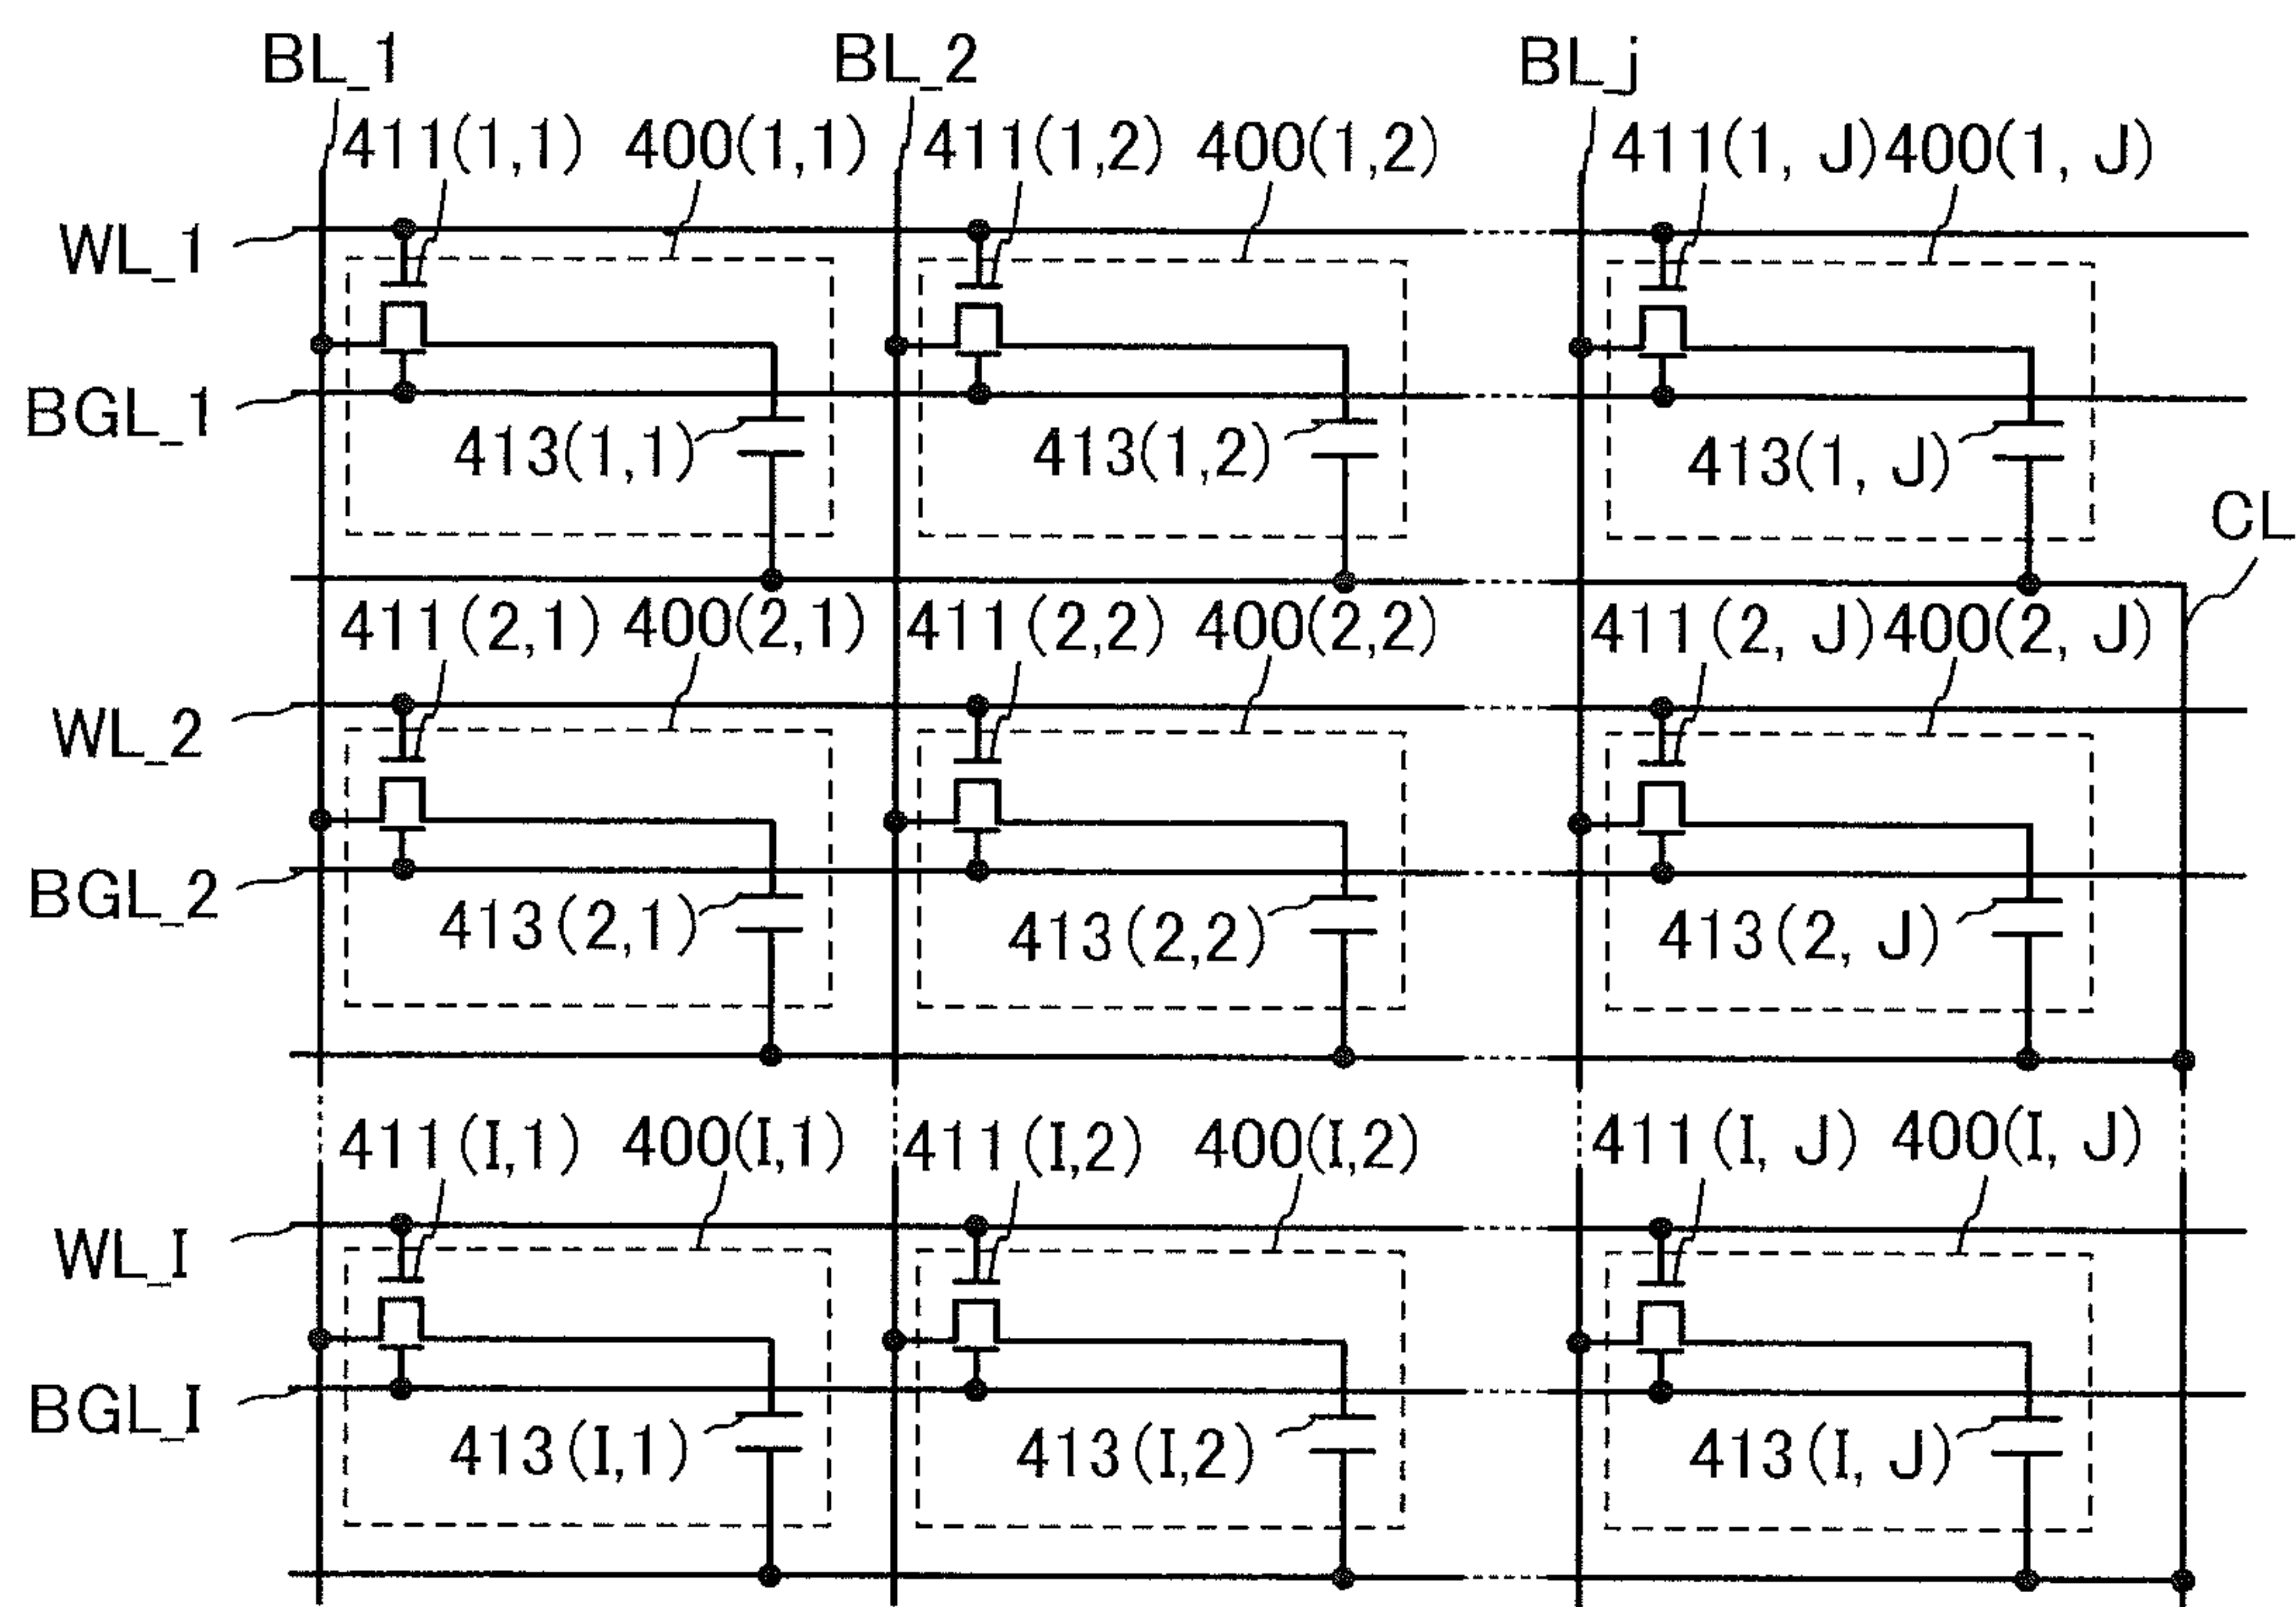 BL_1 BL_2 BL_j
411(1,1) 400(1,1) 411(1,2) 400(1,2) 411(1, J) 400(1, J)
WL_1
BGL_1
413(1,1) 413(1,2) 413(1, J)
CL
411(2,1) 400(2,1) 411(2,2) 400(2,2) 411(2, J) 400(2, J)
WL_2
BGL_2
413(2,1) 413(2,2) 413(2, J)
411(I,1) 400(I,1) 411(I,2) 400(I,2) 411(I, J) 400(I, J)
WL_I
BGL_I
413(I,1) 413(I,2) 413(I, J)